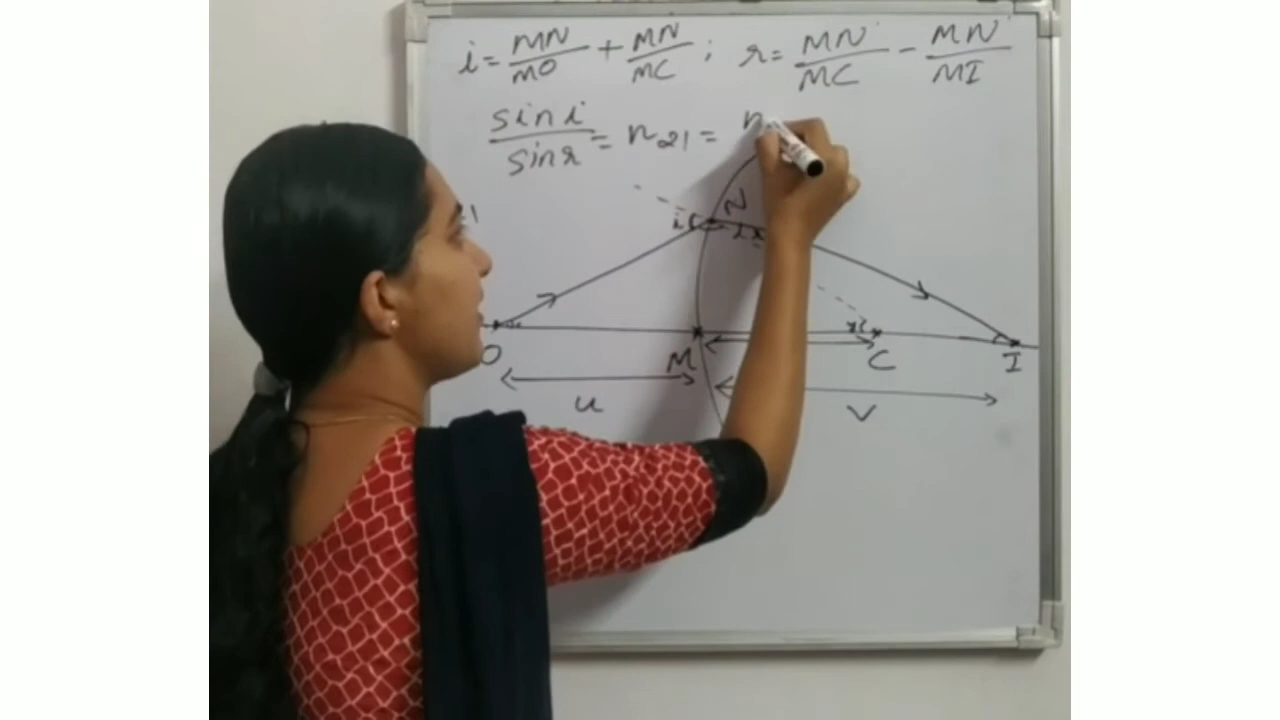 i = MN/MO + MN/MC ; r = MN/MC - MN/MI
sin i/sin r = n21 = n
N
i r
O M C I
u v